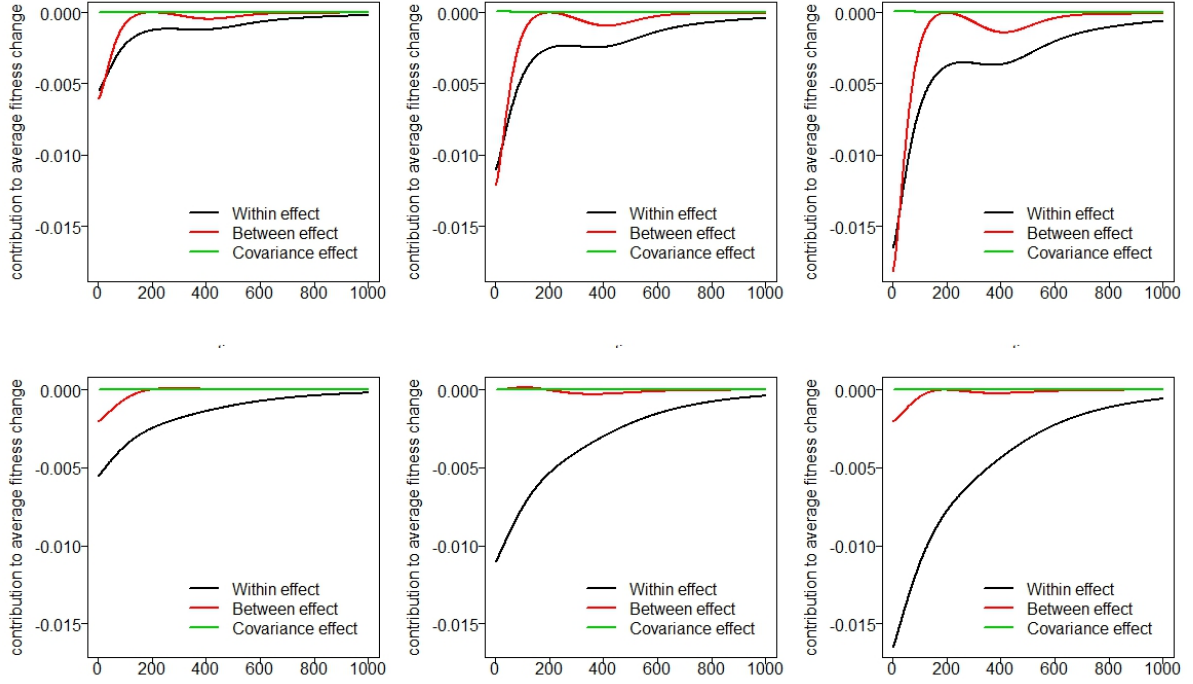 contribution to average fitness change
0.000
-0.005
-0.010
-0.015
Within effect
Between effect
Covariance effect
0 200 400 600 800 1000
contribution to average fitness change
0.000
-0.005
-0.010
-0.015
Within effect
Between effect
Covariance effect
0 200 400 600 800 1000
contribution to average fitness change
0.000
-0.005
-0.010
-0.015
Within effect
Between effect
Covariance effect
0 200 400 600 800 1000
contribution to average fitness change
0.000
-0.005
-0.010
-0.015
Within effect
Between effect
Covariance effect
0 200 400 600 800 1000
contribution to average fitness change
0.000
-0.005
-0.010
-0.015
Within effect
Between effect
Covariance effect
0 200 400 600 800 1000
contribution to average fitness change
0.000
-0.005
-0.010
-0.015
Within effect
Between effect
Covariance effect
0 200 400 600 800 1000